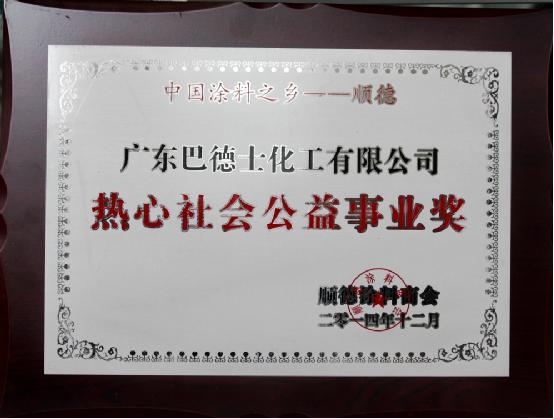 中国涂料之乡——顺德
广东巴德士化工有限公司
热心社会公益事业奖
顺德涂料商会
二零一四年十二月